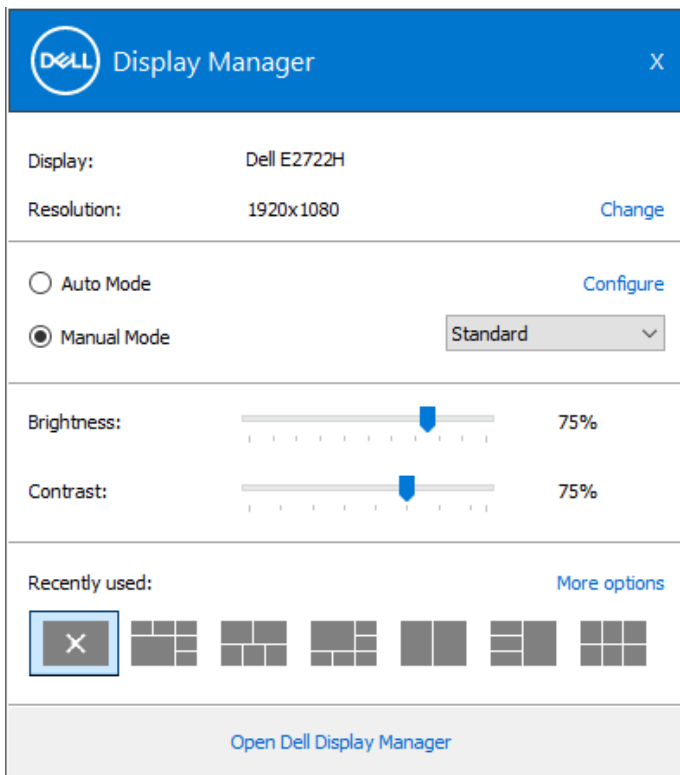 DELL Display Manager X
Display: Dell E2722H
Resolution: 1920x1080 Change
Auto Mode Configure
Manual Mode Standard
Brightness: 75%
Contrast: 75%
Recently used: More options
Open Dell Display Manager